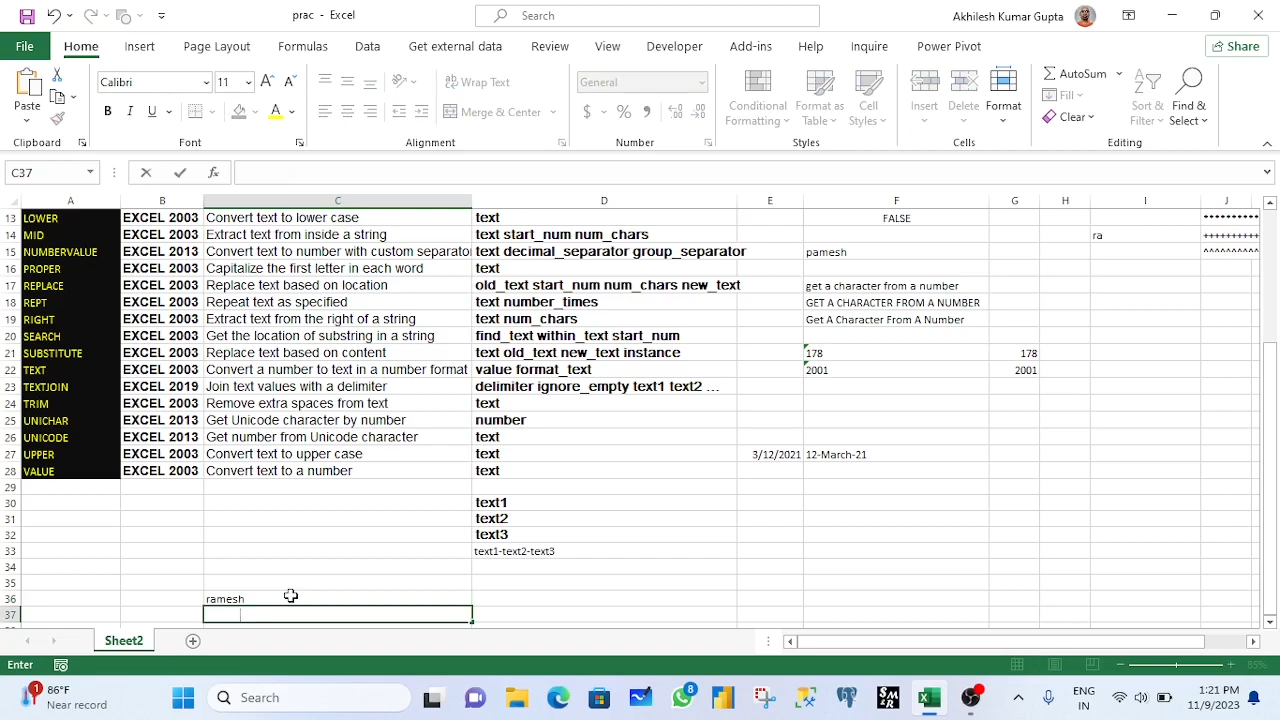 prac - Excel
Search
Akhilesh Kumar Gupta
File Home Insert Page Layout Formulas Data Get external data Review View Developer Add-ins Help Inquire Power Pivot Share
Paste
Clipboard
Calibri 11
B I U
Font
Wrap Text
Merge & Center
Alignment
General
$ % ,
Number
Conditional Formatting
Format as Table
Cell Styles
Styles
Insert Delete Format
Cells
AutoSum
Fill
Clear
Sort & Filter
Find & Select
Editing
C37
fx
A B C D E F G H I J
13 LOWER EXCEL 2003 Convert text to lower case text FALSE **********
14 MID EXCEL 2003 Extract text from inside a string text start_num num_chars ra ++++++++++
15 NUMBERVALUE EXCEL 2013 Convert text to number with custom separator text decimal_separator group_separator pamesh ^^^^^^^^^^
16 PROPER EXCEL 2003 Capitalize the first letter in each word text
17 REPLACE EXCEL 2003 Replace text based on location old_text start_num num_chars new_text get a character from a number
18 REPT EXCEL 2003 Repeat text as specified text number_times GET A CHARACTER FROM A NUMBER
19 RIGHT EXCEL 2003 Extract text from the right of a string text num_chars Get A Character From A Number
20 SEARCH EXCEL 2003 Get the location of substring in a string find_text within_text start_num
21 SUBSTITUTE EXCEL 2003 Replace text based on content text old_text new_text instance 178 178
22 TEXT EXCEL 2003 Convert a number to text in a number format value format_text 2001 2001
23 TEXTJOIN EXCEL 2019 Join text values with a delimiter delimiter ignore_empty text1 text2 ...
24 TRIM EXCEL 2003 Remove extra spaces from text text
25 UNICHAR EXCEL 2013 Get Unicode character by number number
26 UNICODE EXCEL 2013 Get number from Unicode character text
27 UPPER EXCEL 2003 Convert text to upper case text 3/12/2021 12-March-21
28 VALUE EXCEL 2003 Convert text to a number text
29
30 text1
31 text2
32 text3
33 text1-text2-text3
34
35
36 ramesh
37
Sheet2
Enter
85%
1
86°F
Near record
Search
8
ENG
IN
1:21 PM
11/9/2023